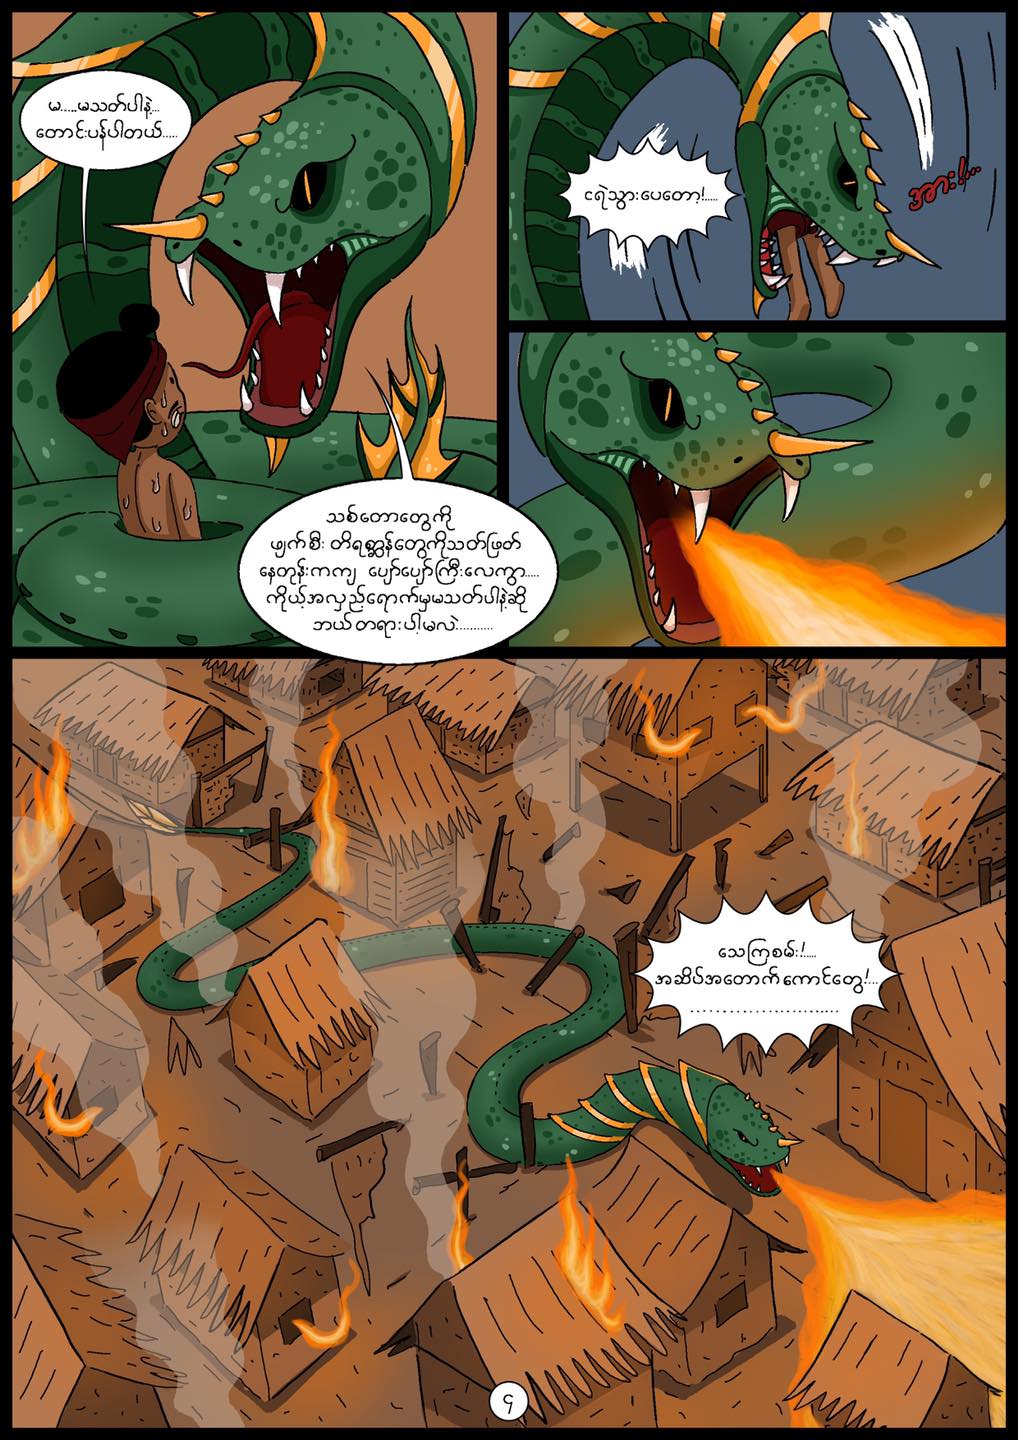 မ.....မသတ်ပါနဲ့...
တောင်းပန်ပါတယ်.....
သစ်တောတွေကို
ဖျက်စီး တိရစ္ဆာန်တွေကိုသတ်ဖြတ်
နေတုန်းကကျ ပျော်ပျော်ကြီးလေကွာ.....
ကိုယ့်အလှည့်ရောက်မှမသတ်ပါနဲ့ဆို
ဘယ်တရားပါ့မလဲ...........
ငရဲသွားပေတော့!.....
အား!...
သေကြစမ်း!.....
အဆိပ်အတောက်ကောင်တွေ!...
.......................
၄